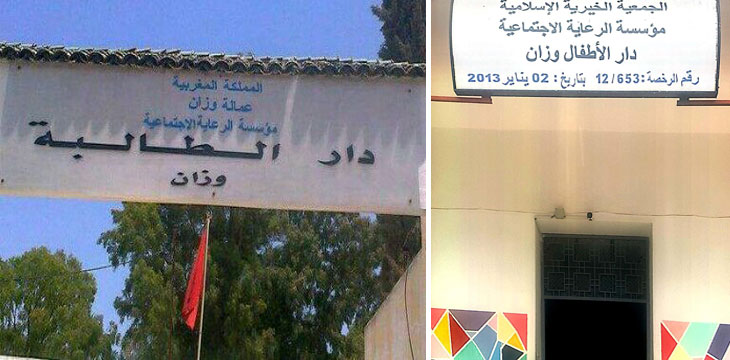 المملكة المغربية
عمالة وزان
مؤسسة الرعاية الإجتماعية
دار الطالبة
وزان
الجمعية الخيرية الإسلامية
مؤسسة الرعاية الاجتماعية
دار الأطفال وزان
رقم الرخصة: 12/653 بتاريخ: 02 يناير 2013